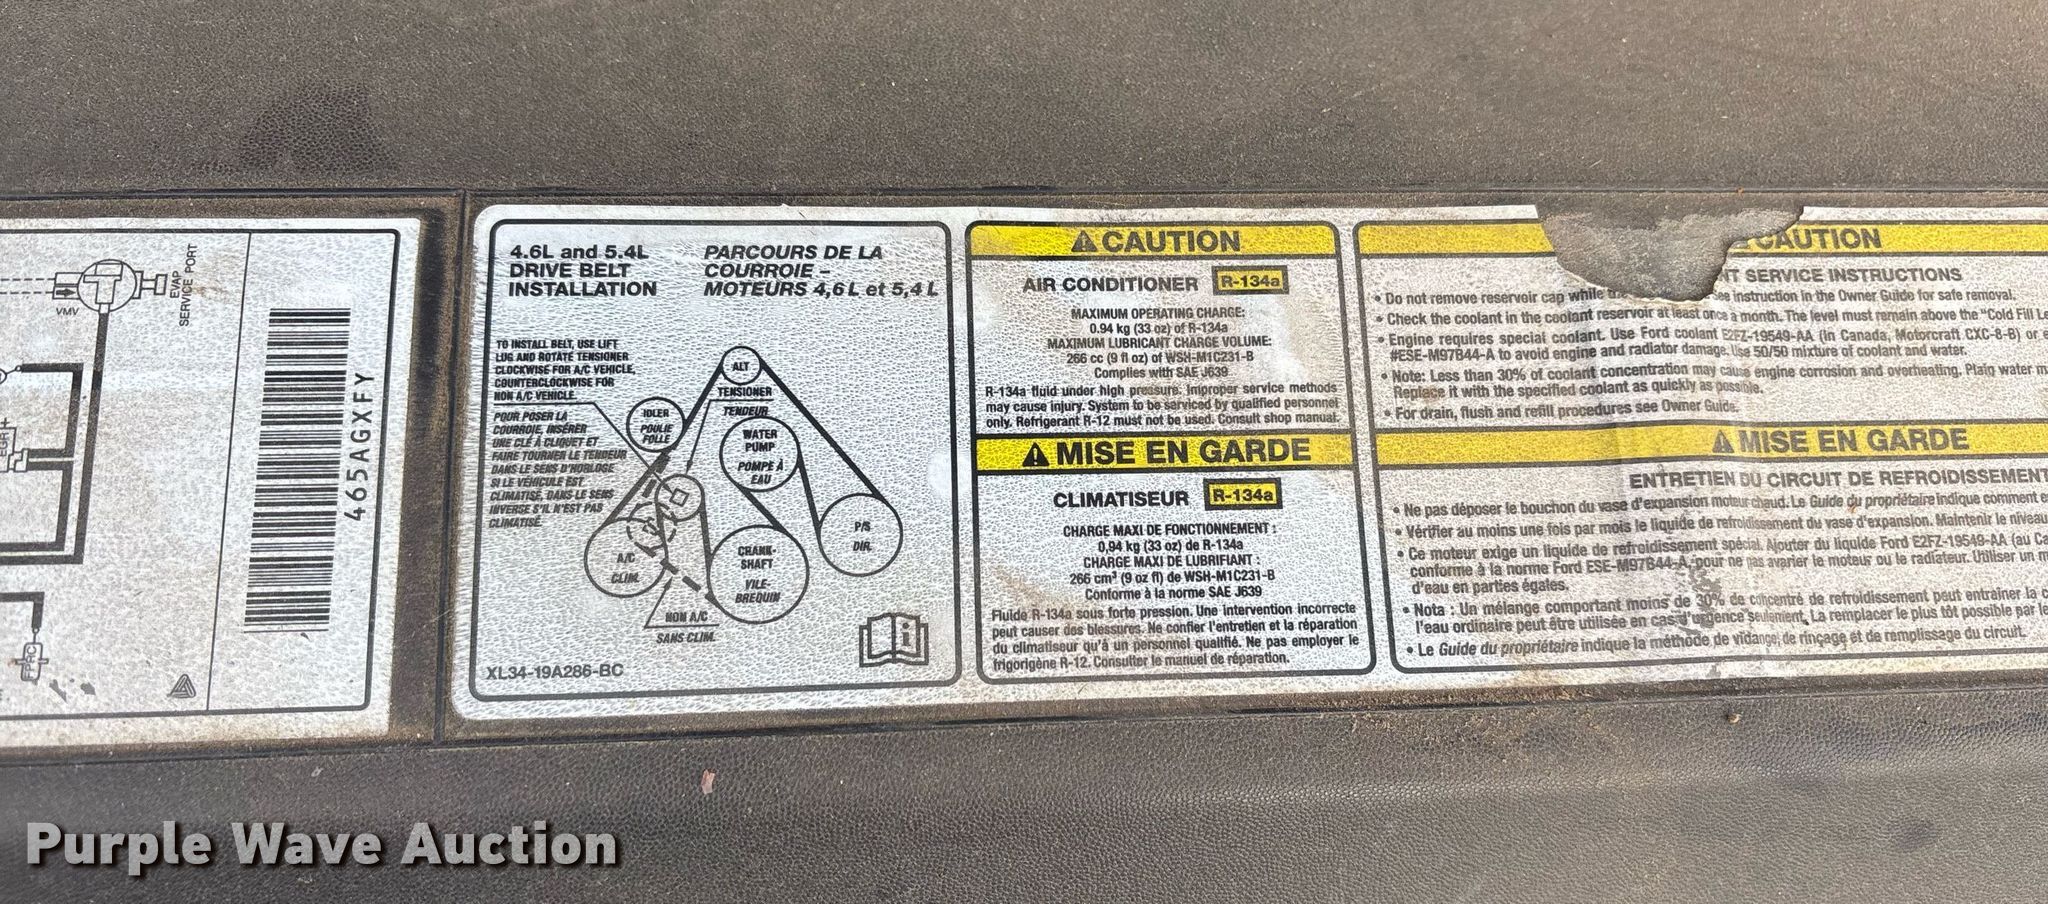 VMV
EVAP
SERVICE PORT
EGR
FPRC
465AGXFY
4.6L and 5.4L
DRIVE BELT
INSTALLATION
PARCOURS DE LA
COURROIE –
MOTEURS 4,6 L et 5,4 L
TO INSTALL BELT, USE LIFT
LUG AND ROTATE TENSIONER
CLOCKWISE FOR A/C VEHICLE,
COUNTERCLOCKWISE FOR
NON A/C VEHICLE.
POUR POSER LA
COURROIE, INSÉRER
UNE CLÉ À CLIQUET ET
FAIRE TOURNER LE TENDEUR
DANS LE SENS D'HORLOGE
SI LE VÉHICULE EST
CLIMATISÉ, DANS LE SENS
INVERSE S'IL N'EST PAS
CLIMATISÉ.
ALT
TENSIONER
TENDEUR
IDLER
POULIE
FOLLE
WATER
PUMP
POMPE À
EAU
P/S
DIR.
A/C
CLIM.
CRANK-
SHAFT
VILE-
BREQUIN
NON A/C
SANS CLIM.
XL34-19A286-BC
CAUTION
AIR CONDITIONER R-134a
MAXIMUM OPERATING CHARGE:
0.94 kg (33 oz) of R-134a
MAXIMUM LUBRICANT CHARGE VOLUME:
266 cc (9 fl oz) of WSH-M1C231-B
Complies with SAE J639
R-134a fluid under high pressure. Improper service methods
may cause injury. System to be serviced by qualified personnel
only. Refrigerant R-12 must not be used. Consult shop manual.
MISE EN GARDE
CLIMATISEUR R-134a
CHARGE MAXI DE FONCTIONNEMENT :
0,94 kg (33 oz) de R-134a
CHARGE MAXI DE LUBRIFIANT :
266 cm³ (9 oz fl) de WSH-M1C231-B
Conforme à la norme SAE J639
Fluide R-134a sous forte pression. Une intervention incorrecte
peut causer des blessures. Ne confier l'entretien et la réparation
du climatiseur qu'à un personnel qualifié. Ne pas employer le
frigorigène R-12. Consulter le manuel de réparation.
CAUTION
NT SERVICE INSTRUCTIONS
• Do not remove reservoir cap while See instruction in the Owner Guide for safe removal.
• Check the coolant in the coolant reservoir at least once a month. The level must remain above the "Cold Fill Le
• Engine requires special coolant. Use Ford coolant E2FZ-19549-AA (in Canada, Motorcraft CXC-8-B) or e
#ESE-M97B44-A to avoid engine and radiator damage. Use 50/50 mixture of coolant and water.
• Note: Less than 30% of coolant concentration may cause engine corrosion and overheating. Plain water m
Replace it with the specified coolant as quickly as possible.
• For drain, flush and refill procedures see Owner Guide.
MISE EN GARDE
ENTRETIEN DU CIRCUIT DE REFROIDISSEMENT
• Ne pas déposer le bouchon du vase d'expansion moteur chaud. Le Guide du propriétaire indique comment e
• Vérifier au moins une fois par mois le liquide de refroidissement du vase d'expansion. Maintenir le niveau
• Ce moteur exige un liquide de refroidissement spécial. Ajouter du liquide Ford E2FZ-19549-AA (au Ca
conforme à la norme Ford ESE-M97B44-A, pour ne pas avarier le moteur ou le radiateur. Utiliser un m
d'eau en parties égales.
• Nota : Un mélange comportant moins de 30% de concentré de refroidissement peut entraîner la c
l'eau ordinaire peut être utilisée en cas d'urgence seulement. La remplacer le plus tôt possible par le
• Le Guide du propriétaire indique la méthode de vidange, de rinçage et de remplissage du circuit.
Purple Wave Auction